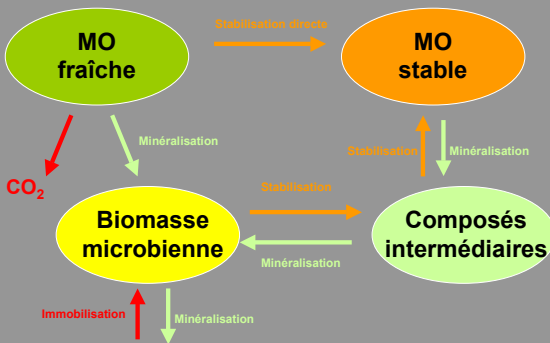 Stabilisation directe
MO
fraîche
MO
stable
Minéralisation
Stabilisation
Minéralisation
CO₂
Stabilisation
Biomasse
microbienne
Composés
intermédiaires
Minéralisation
Immobilisation
Minéralisation